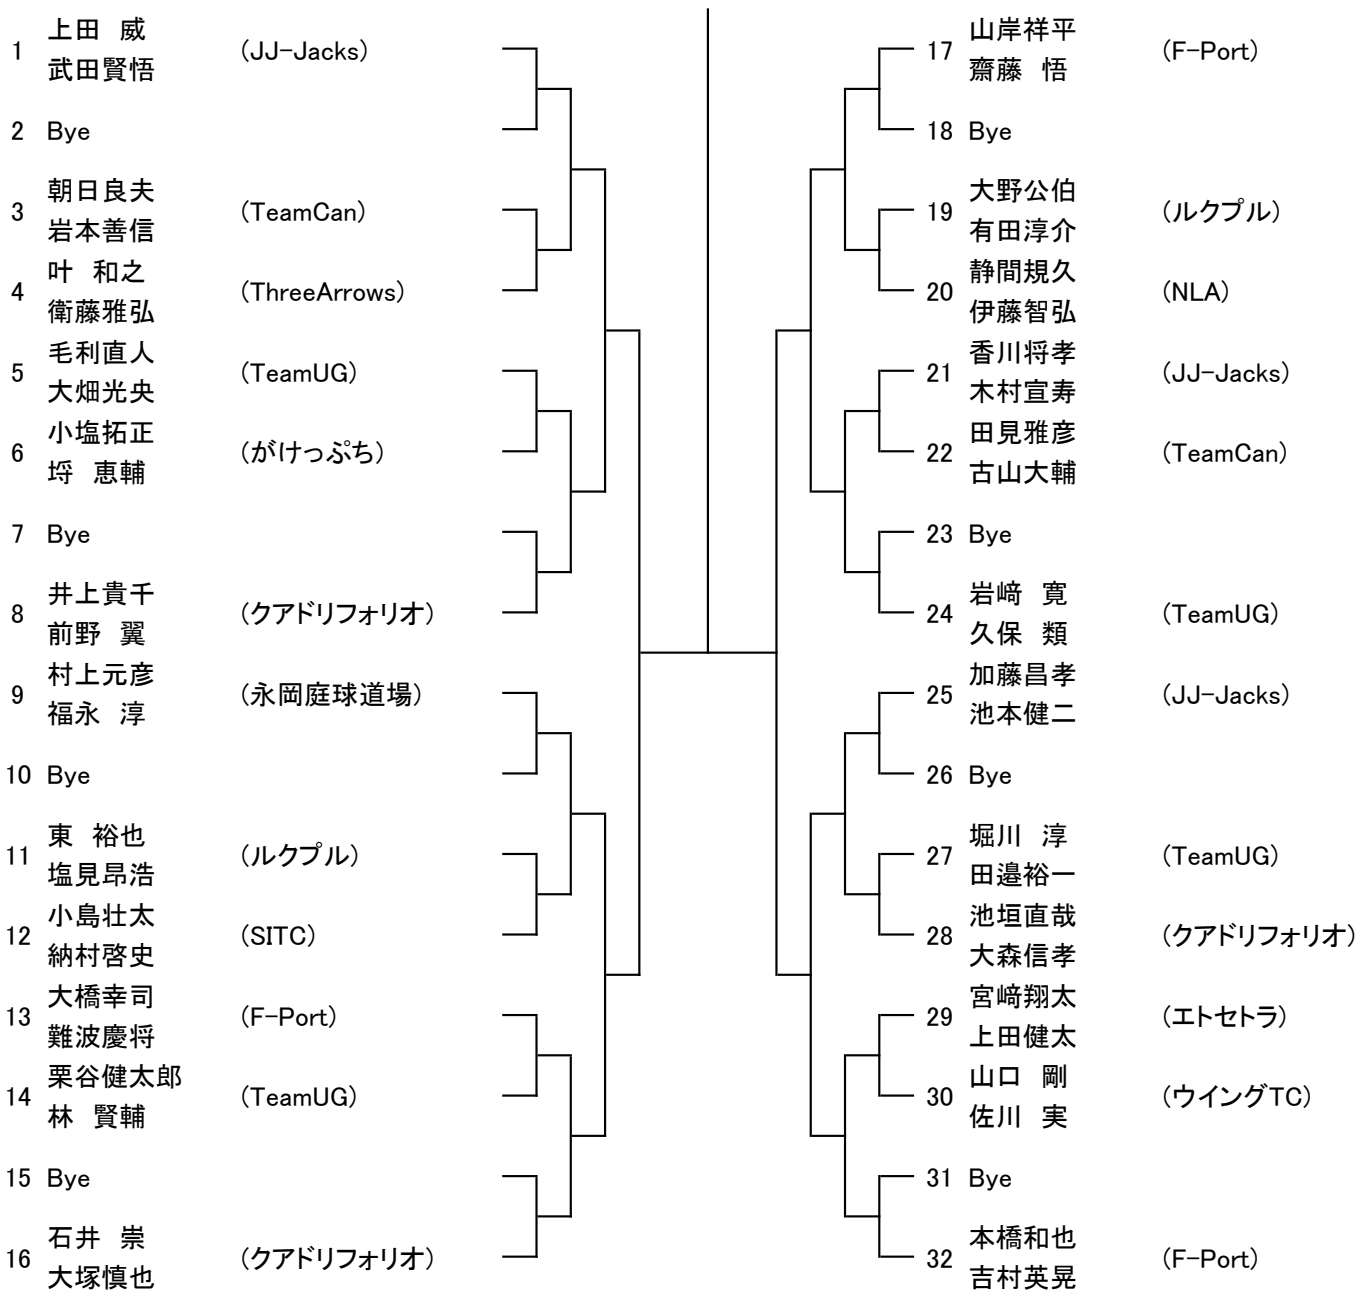 上田　威
1 (JJ-Jacks)
武田賢悟
2 Bye
朝日良夫
3 (TeamCan)
岩本善信
叶　和之
4 (ThreeArrows)
衛藤雅弘
毛利直人
5 (TeamUG)
大畑光央
小塩拓正
6 (がけっぷち)
埒　恵輔
7 Bye
井上貴千
8 (クアドリフォリオ)
前野　翼
村上元彦
9 (永岡庭球道場)
福永　淳
10 Bye
東　裕也
11 (ルクプル)
塩見昂浩
小島壮太
12 (SITC)
納村啓史
大橋幸司
13 (F-Port)
難波慶将
栗谷健太郎
14 (TeamUG)
林　賢輔
15 Bye
石井　崇
16 (クアドリフォリオ)
大塚慎也
山岸祥平
17 (F-Port)
齋藤　悟
18 Bye
大野公伯
19 (ルクプル)
有田淳介
静間規久
20 (NLA)
伊藤智弘
香川将孝
21 (JJ-Jacks)
木村宣寿
田見雅彦
22 (TeamCan)
古山大輔
23 Bye
岩﨑　寛
24 (TeamUG)
久保　類
加藤昌孝
25 (JJ-Jacks)
池本健二
26 Bye
堀川　淳
27 (TeamUG)
田邉裕一
池垣直哉
28 (クアドリフォリオ)
大森信孝
宮﨑翔太
29 (エトセトラ)
上田健太
山口　剛
30 (ウイングTC)
佐川　実
31 Bye
本橋和也
32 (F-Port)
吉村英晃